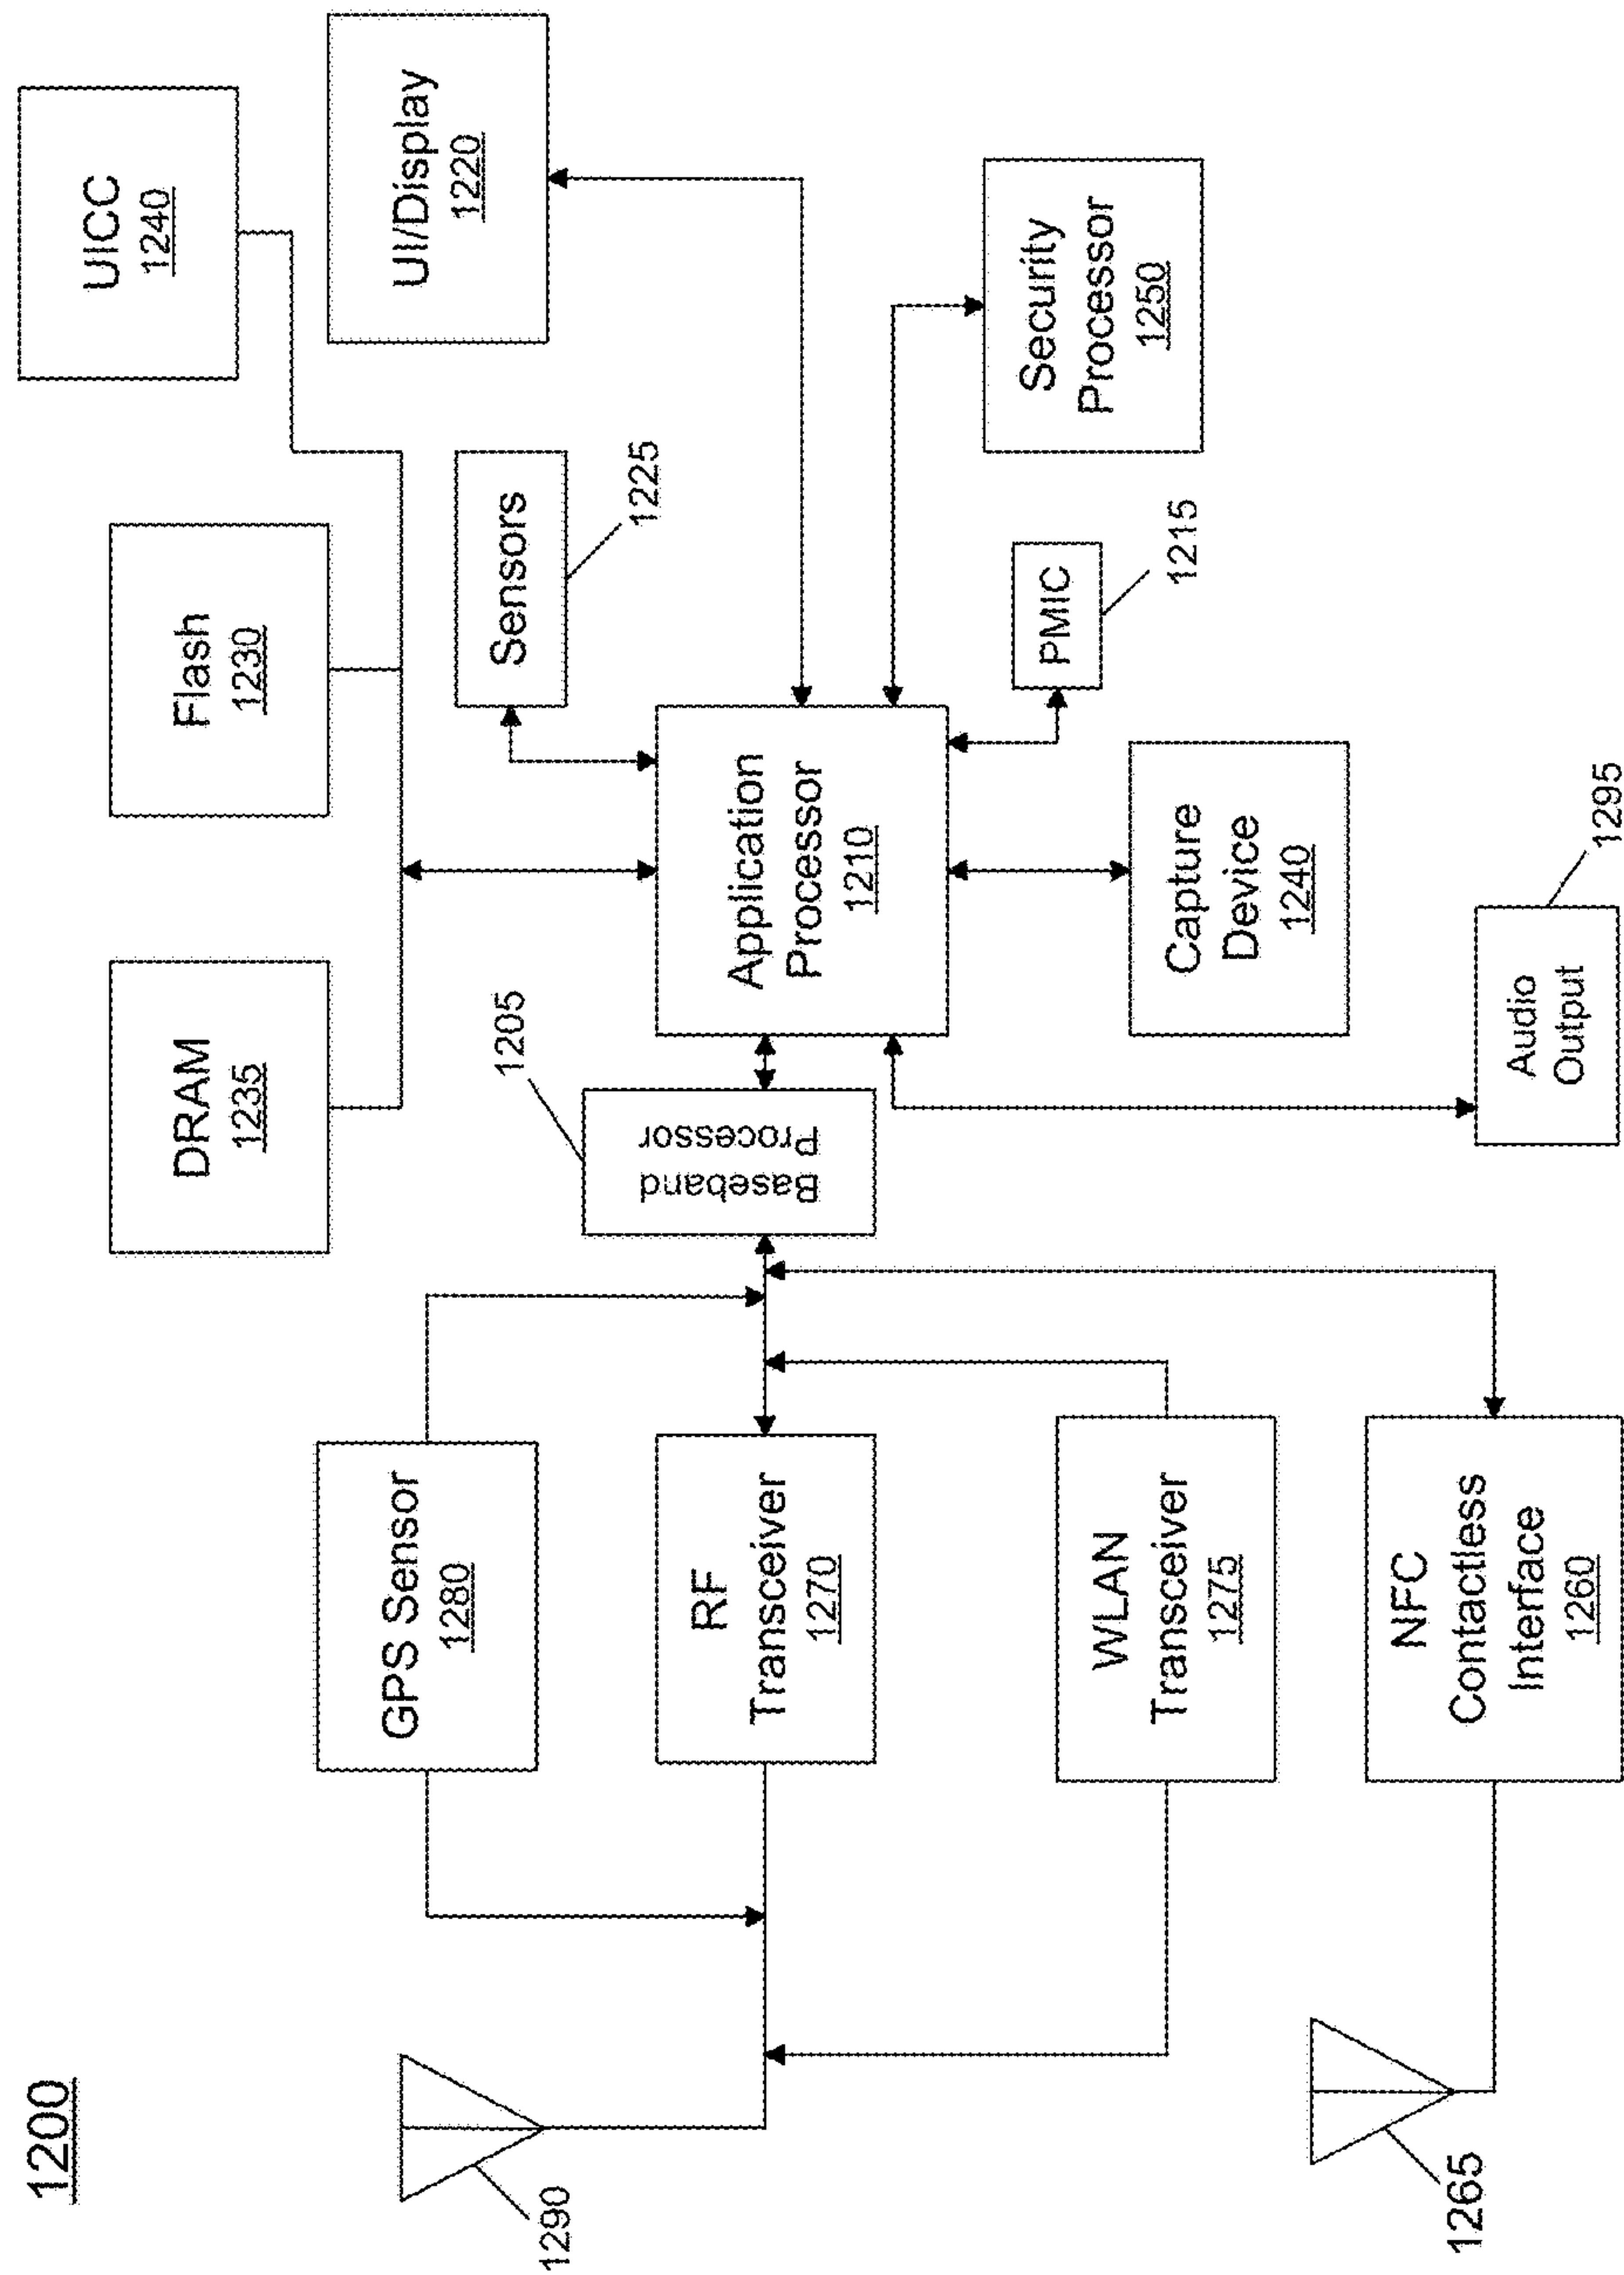 1200
UICC
1240
Flash
1230
DRAM
1235
UI/Display
1220
Sensors
1225
1205
Application
Processor
1210
Security
Processor
1250
PMIC
1215
Baseband
Processor
Capture
Device
1240
Audio
Output
1295
GPS Sensor
1280
RF
Transceiver
1270
WLAN
Transceiver
1275
NFC
Contactless
Interface
1260
1290
1265